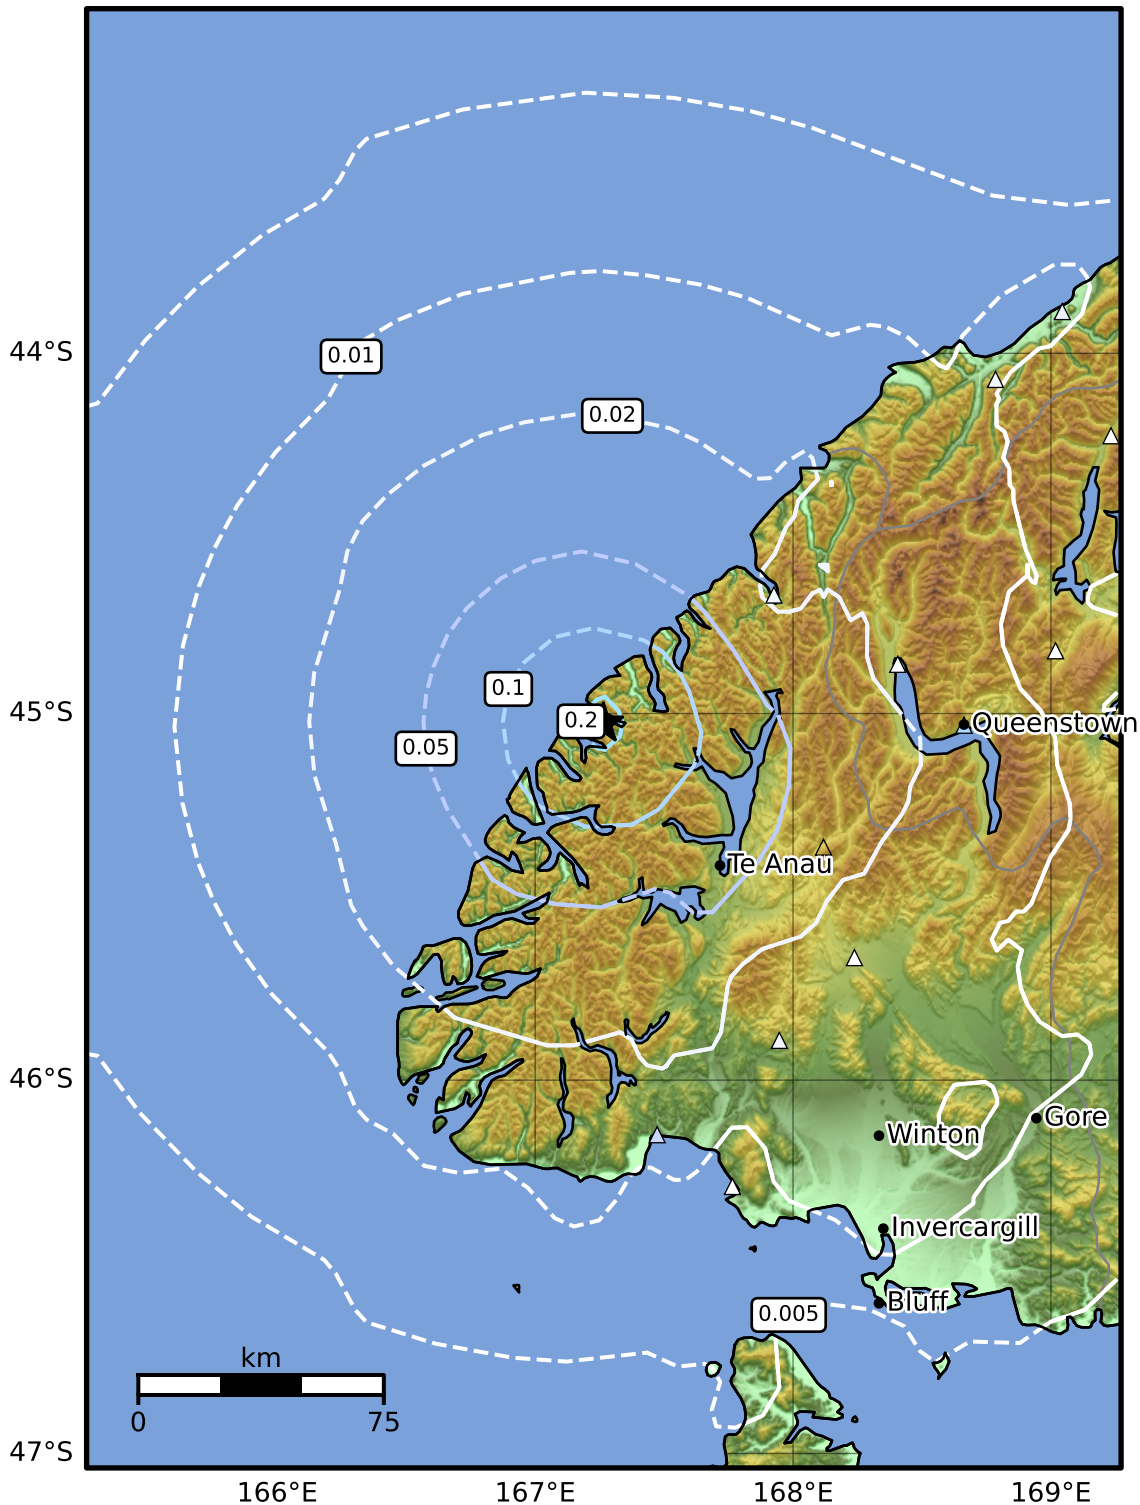 44°S
0.01
0.02
0.1
45°S
0.2
Queenstown
0.05
Te Anau
46°S
Gore
Winton
Invercargill
Bluff
0.005
km
0
75
47°S
166°E
167°E
168°E
169°E